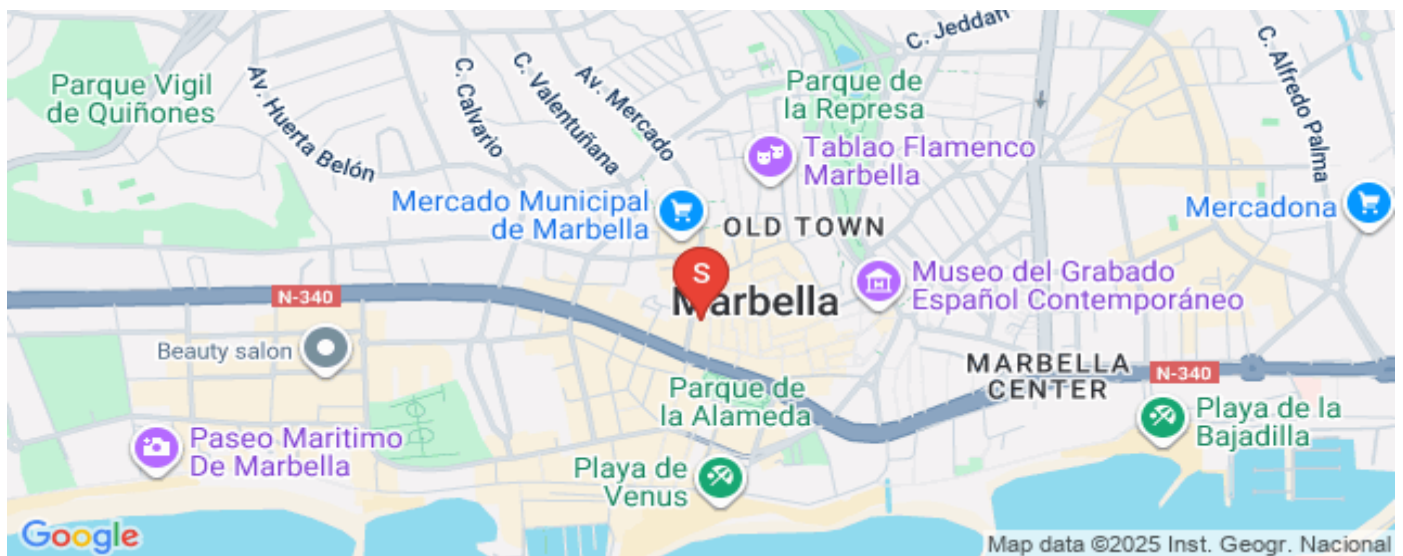 C. Jeddah
C. Alfredo Palma
Parque Vigil
de Quiñones
Av. Huerta Belón
C. Calvario
C. Valentuñana
Av. Mercado
Parque de
la Represa
Tablao Flamenco
Marbella
Mercado Municipal
de Marbella
OLD TOWN
Mercadona
S
Marbella
Museo del Grabado
Español Contemporáneo
N-340
Beauty salon
MARBELLA
CENTER
N-340
Parque de
la Alameda
Playa de la
Bajadilla
Paseo Maritimo
De Marbella
Playa de
Venus
Google
Map data ©2025 Inst. Geogr. Nacional